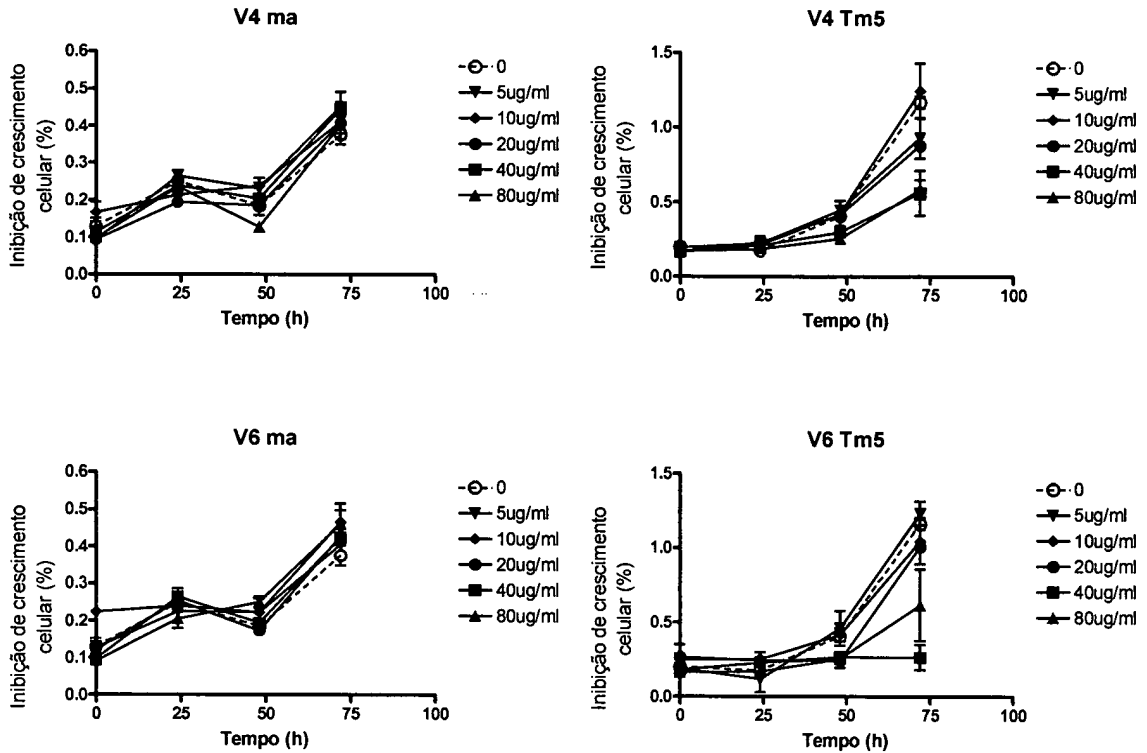 V4 ma
Inibição de crescimento
celular (%)
0.6
0.5
0.4
0.3
0.2
0.1
0.0
0
25
50
75
100
Tempo (h)
0
5ug/ml
10ug/ml
20ug/ml
40ug/ml
80ug/ml
V4 Tm5
Inibição de crescimento
celular (%)
1.5
1.0
0.5
0.0
0
25
50
75
100
Tempo (h)
0
5ug/ml
10ug/ml
20ug/ml
40ug/ml
80ug/ml
V6 ma
Inibição de crescimento
celular (%)
0.6
0.5
0.4
0.3
0.2
0.1
0.0
0
25
50
75
100
Tempo (h)
0
5ug/ml
10ug/ml
20ug/ml
40ug/ml
80ug/ml
V6 Tm5
Inibição de crescimento
celular (%)
1.5
1.0
0.5
0.0
0
25
50
75
100
Tempo (h)
0
5ug/ml
10ug/ml
20ug/ml
40ug/ml
80ug/ml